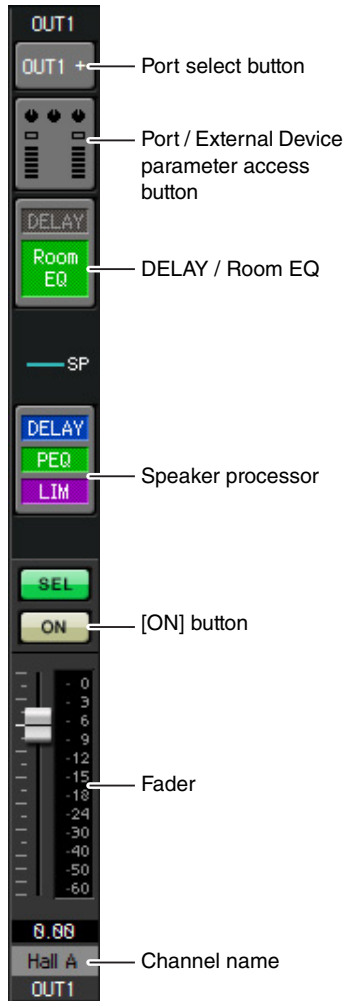 OUT1
OUT1 +
Port select button
Port / External Device
parameter access
button
DELAY
Room
EQ
DELAY / Room EQ
SP
DELAY
PEQ
LIM
Speaker processor
SEL
ON
[ON] button
- 0
- 3
- 6
- 9
-12
-15
-18
-24
-30
-40
-50
-60
Fader
0.00
Hall A
Channel name
OUT1